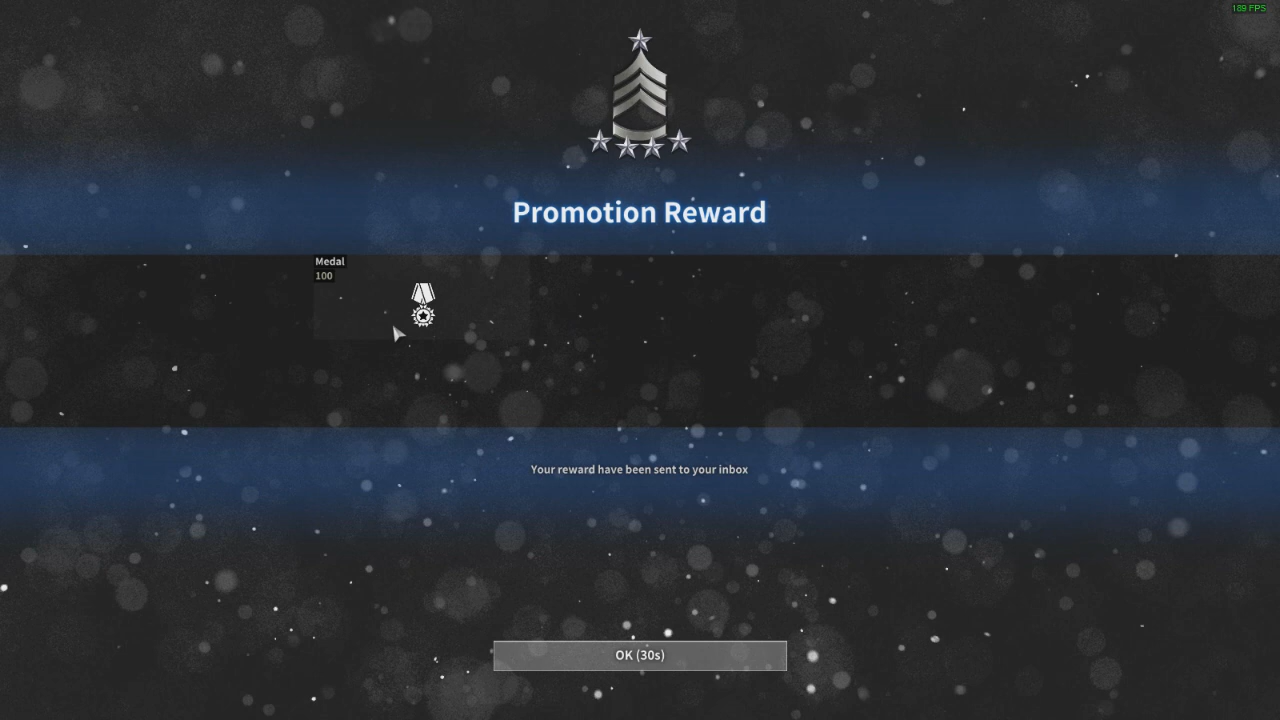 189 FPS
Promotion Reward
Medal
100
Your reward have been sent to your inbox
OK (30s)